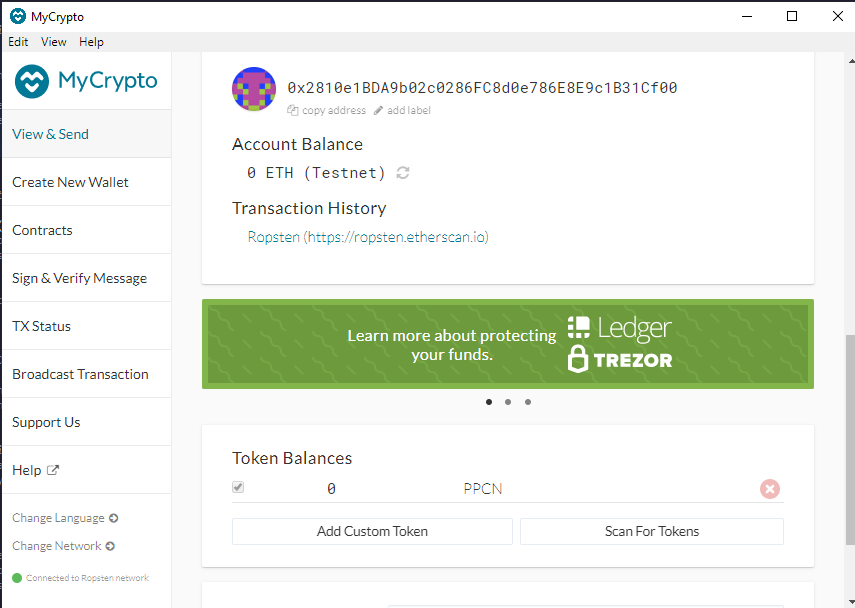 MyCrypto
Edit View Help
MyCrypto
View & Send
Create New Wallet
Contracts
Sign & Verify Message
TX Status
Broadcast Transaction
Support Us
Help
Change Language
Change Network
Connected to Ropsten network
0x2810e1BDA9b02c0286FC8d0e786E8E9c1B31Cf00
copy address add label
Account Balance
0 ETH (Testnet)
Transaction History
Ropsten (https://ropsten.etherscan.io)
Learn more about protecting
your funds.
Ledger
TREZOR
Token Balances
0 PPCN
Add Custom Token Scan For Tokens